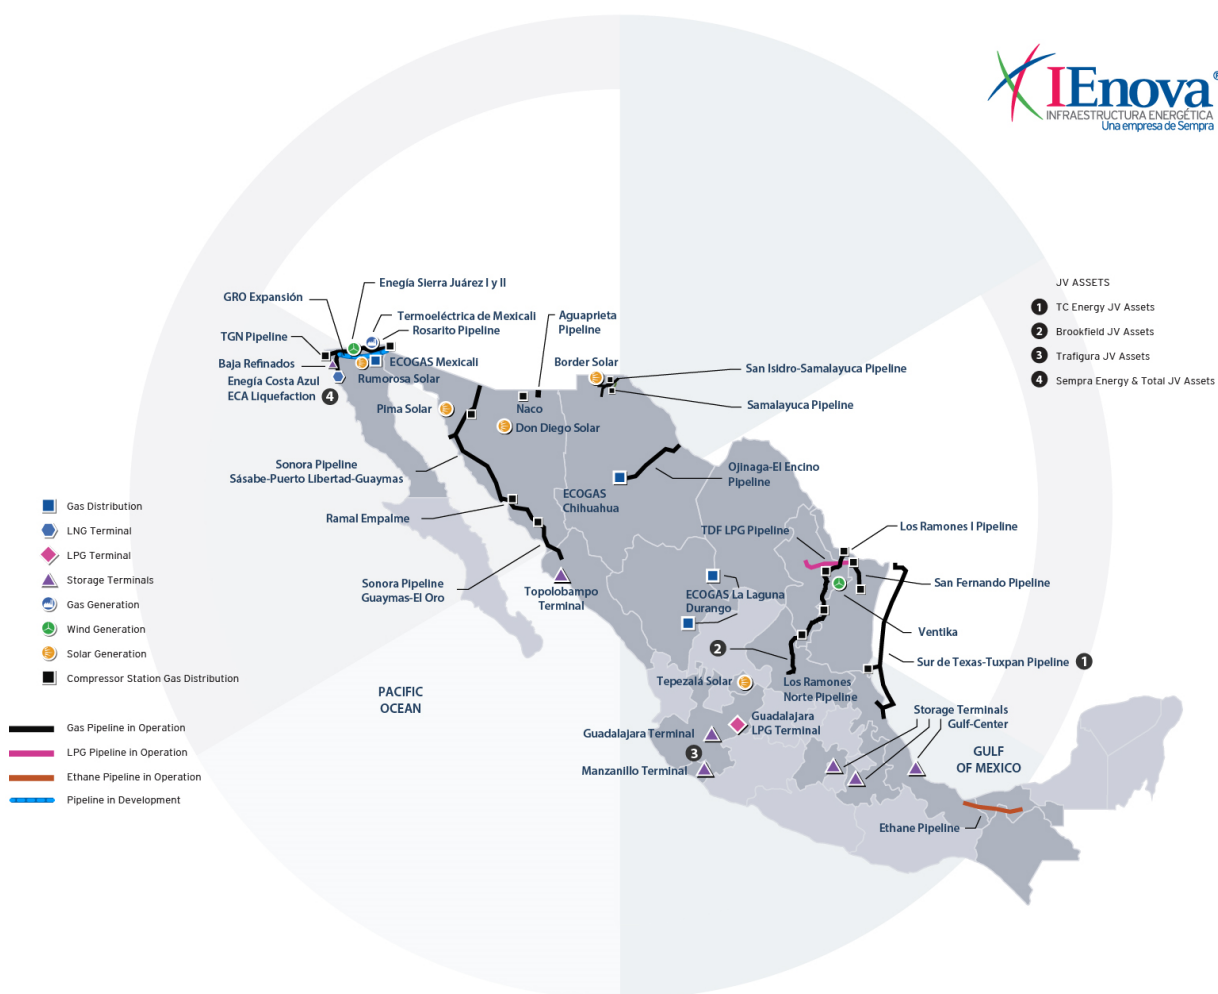 IEnova®
INFRAESTRUCTURA ENERGÉTICA
Una empresa de Sempra
JV ASSETS
1 TC Energy JV Assets
2 Brookfield JV Assets
3 Trafigura JV Assets
4 Sempra Energy & Total JV Assets
Enegía Sierra Juárez I y II
GRO Expansión
Termoeléctrica de Mexicali
Rosarito Pipeline
Aguaprieta
Pipeline
TGN Pipeline
Baja Refinados
ECOGAS Mexicali
Border Solar
San Isidro-Samalayuca Pipeline
Enegía Costa Azul
ECA Liquefaction 4
Rumorosa Solar
Pima Solar
Naco
Samalayuca Pipeline
Don Diego Solar
Sonora Pipeline
Sásabe-Puerto Libertad-Guaymas
Ojinaga-El Encino
Pipeline
ECOGAS
Chihuahua
Ramal Empalme
TDF LPG Pipeline
Los Ramones I Pipeline
Sonora Pipeline
Guaymas-El Oro
Topolobampo
Terminal
ECOGAS La Laguna
Durango
San Fernando Pipeline
Ventika
2
Sur de Texas-Tuxpan Pipeline 1
Tepezalá Solar
Los Ramones
Norte Pipeline
PACIFIC
OCEAN
Guadalajara
LPG Terminal
Storage Terminals
Gulf-Center
Guadalajara Terminal
3
Manzanillo Terminal
GULF
OF MEXICO
Ethane Pipeline
Gas Distribution
LNG Terminal
LPG Terminal
Storage Terminals
Gas Generation
Wind Generation
Solar Generation
Compressor Station Gas Distribution
Gas Pipeline in Operation
LPG Pipeline in Operation
Ethane Pipeline in Operation
Pipeline in Development